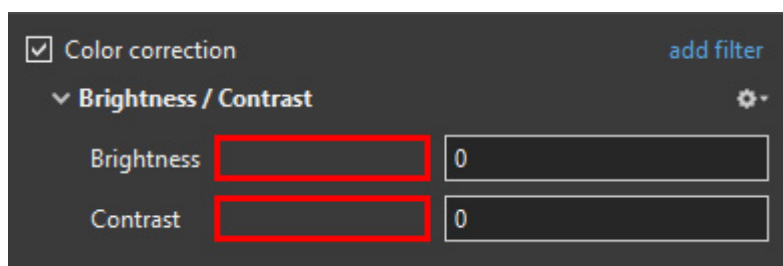 Color correction add filter
Brightness / Contrast
Brightness 0
Contrast 0